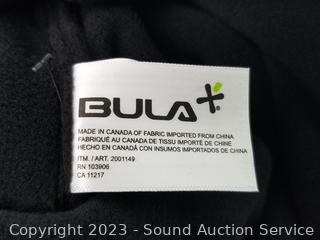 BULA
MADE IN CANADA OF FABRIC IMPORTED FROM CHINA
FABRIQUÉ AU CANADA DE TISSU IMPORTÉ DE CHINE
HECHO EN CANADÁ CON INSUMOS IMPORTADOS DE CHINA
ITM. / ART. 2001149
RN 103906
CA 11217
Copyright 2023 - Sound Auction Service